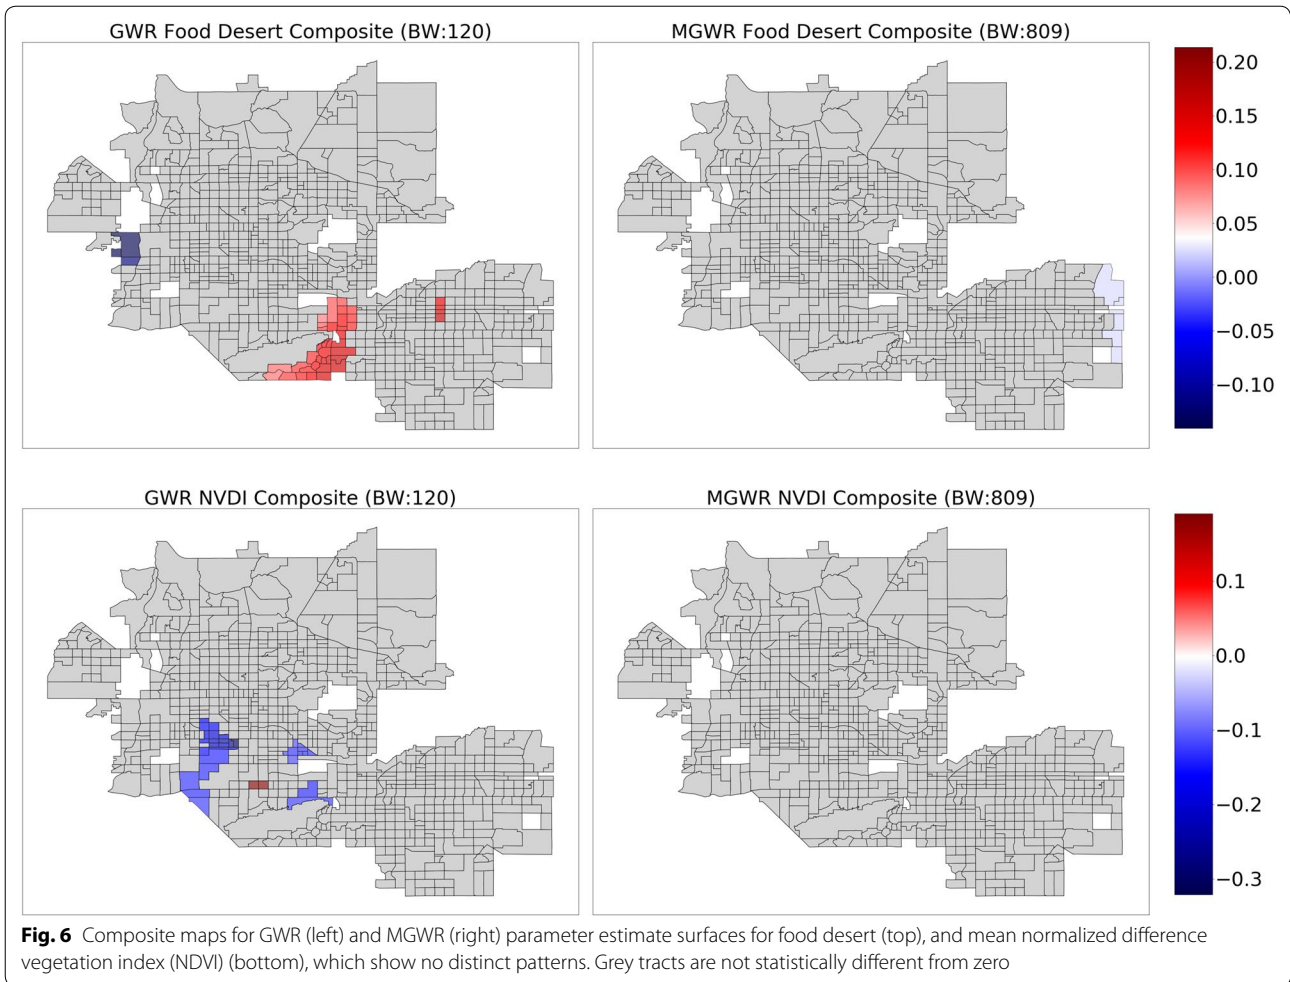 GWR Food Desert Composite (BW:120)
MGWR Food Desert Composite (BW:809)
0.20
0.15
0.10
0.05
0.00
−0.05
−0.10
GWR NVDI Composite (BW:120)
MGWR NVDI Composite (BW:809)
0.1
0.0
−0.1
−0.2
−0.3
Fig. 6 Composite maps for GWR (left) and MGWR (right) parameter estimate surfaces for food desert (top), and mean normalized difference
vegetation index (NDVI) (bottom), which show no distinct patterns. Grey tracts are not statistically different from zero